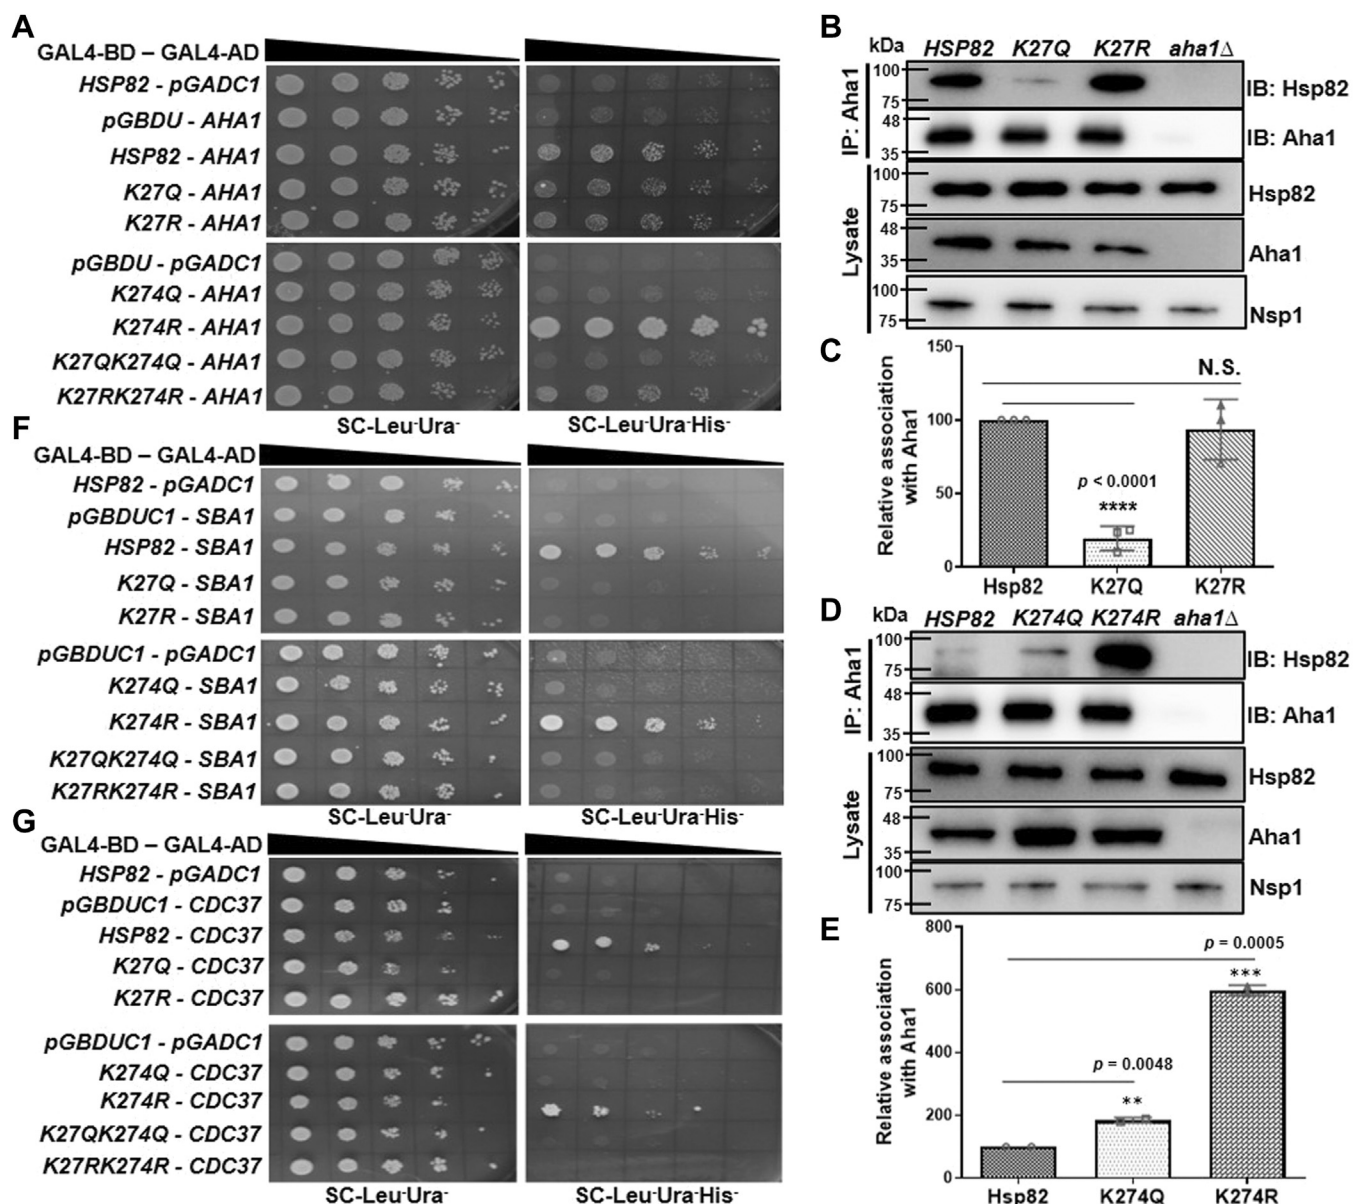 A
GAL4-BD – GAL4-AD
HSP82 - pGADC1
pGBDU - AHA1
HSP82 - AHA1
K27Q - AHA1
K27R - AHA1
pGBDU - pGADC1
K274Q - AHA1
K274R - AHA1
K27QK274Q - AHA1
K27RK274R - AHA1
SC-Leu-Ura-
SC-Leu-Ura-His-
F
GAL4-BD – GAL4-AD
HSP82 - pGADC1
pGBDUC1 - SBA1
HSP82 - SBA1
K27Q - SBA1
K27R - SBA1
pGBDUC1 - pGADC1
K274Q - SBA1
K274R - SBA1
K27QK274Q - SBA1
K27RK274R - SBA1
SC-Leu-Ura-
SC-Leu-Ura-His-
G
GAL4-BD – GAL4-AD
HSP82 - pGADC1
pGBDUC1 - CDC37
HSP82 - CDC37
K27Q - CDC37
K27R - CDC37
pGBDUC1 - pGADC1
K274Q - CDC37
K274R - CDC37
K27QK274Q - CDC37
K27RK274R - CDC37
SC-Leu-Ura-
SC-Leu-Ura-His-
B
kDa HSP82 K27Q K27R aha1Δ
IP: Aha1
100
75
IB: Hsp82
48
35
IB: Aha1
Lysate
100
75
Hsp82
48
35
Aha1
100
75
Nsp1
C
Relative association
with Aha1
150
100
50
0
N.S.
p < 0.0001
****
Hsp82 K27Q K27R
D
kDa HSP82 K274Q K274R aha1Δ
IP: Aha1
100
75
IB: Hsp82
48
35
IB: Aha1
Lysate
100
75
Hsp82
48
35
Aha1
100
75
Nsp1
E
Relative association
with Aha1
800
600
400
200
0
p = 0.0005
***
p = 0.0048
**
Hsp82 K274Q K274R